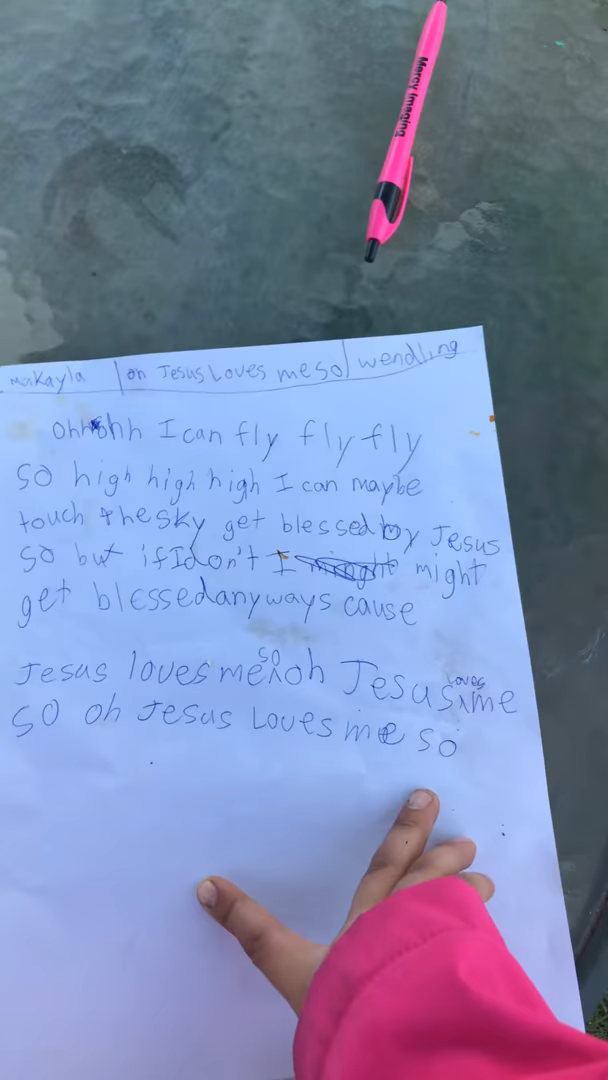 Mercy Imaging
maKayla | oh Jesus Loves me so | wendling
Ohhohh I can fly fly fly
so high high high I can maybe
touch the sky get blessed by Jesus
so but if I don't I might
get blessed anyways cause
Jesus loves me so oh Jesus loves me
so oh Jesus Loves me so